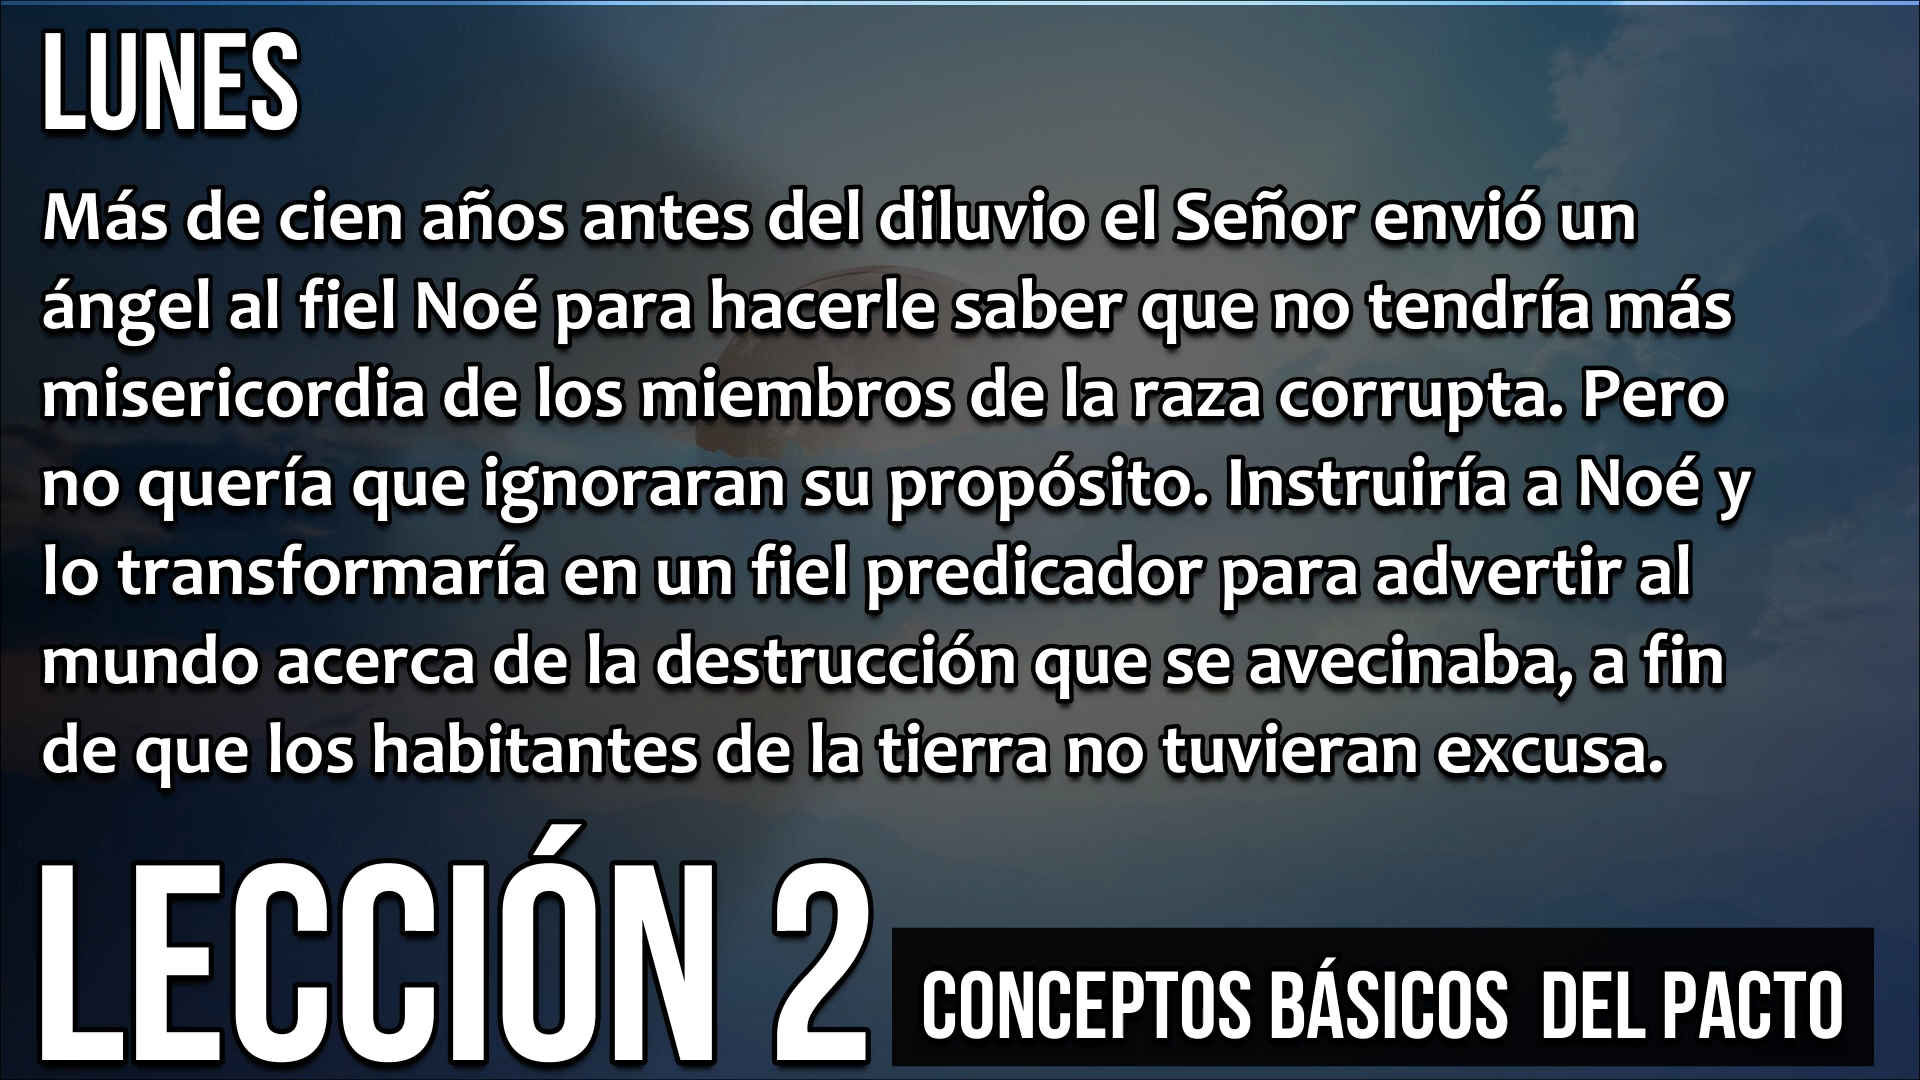 LUNES
Más de cien años antes del diluvio el Señor envió un
ángel al fiel Noé para hacerle saber que no tendría más
misericordia de los miembros de la raza corrupta. Pero
no quería que ignoraran su propósito. Instruiría a Noé y
lo transformaría en un fiel predicador para advertir al
mundo acerca de la destrucción que se avecinaba, a fin
de que los habitantes de la tierra no tuvieran excusa.
LECCIÓN 2
CONCEPTOS BÁSICOS DEL PACTO